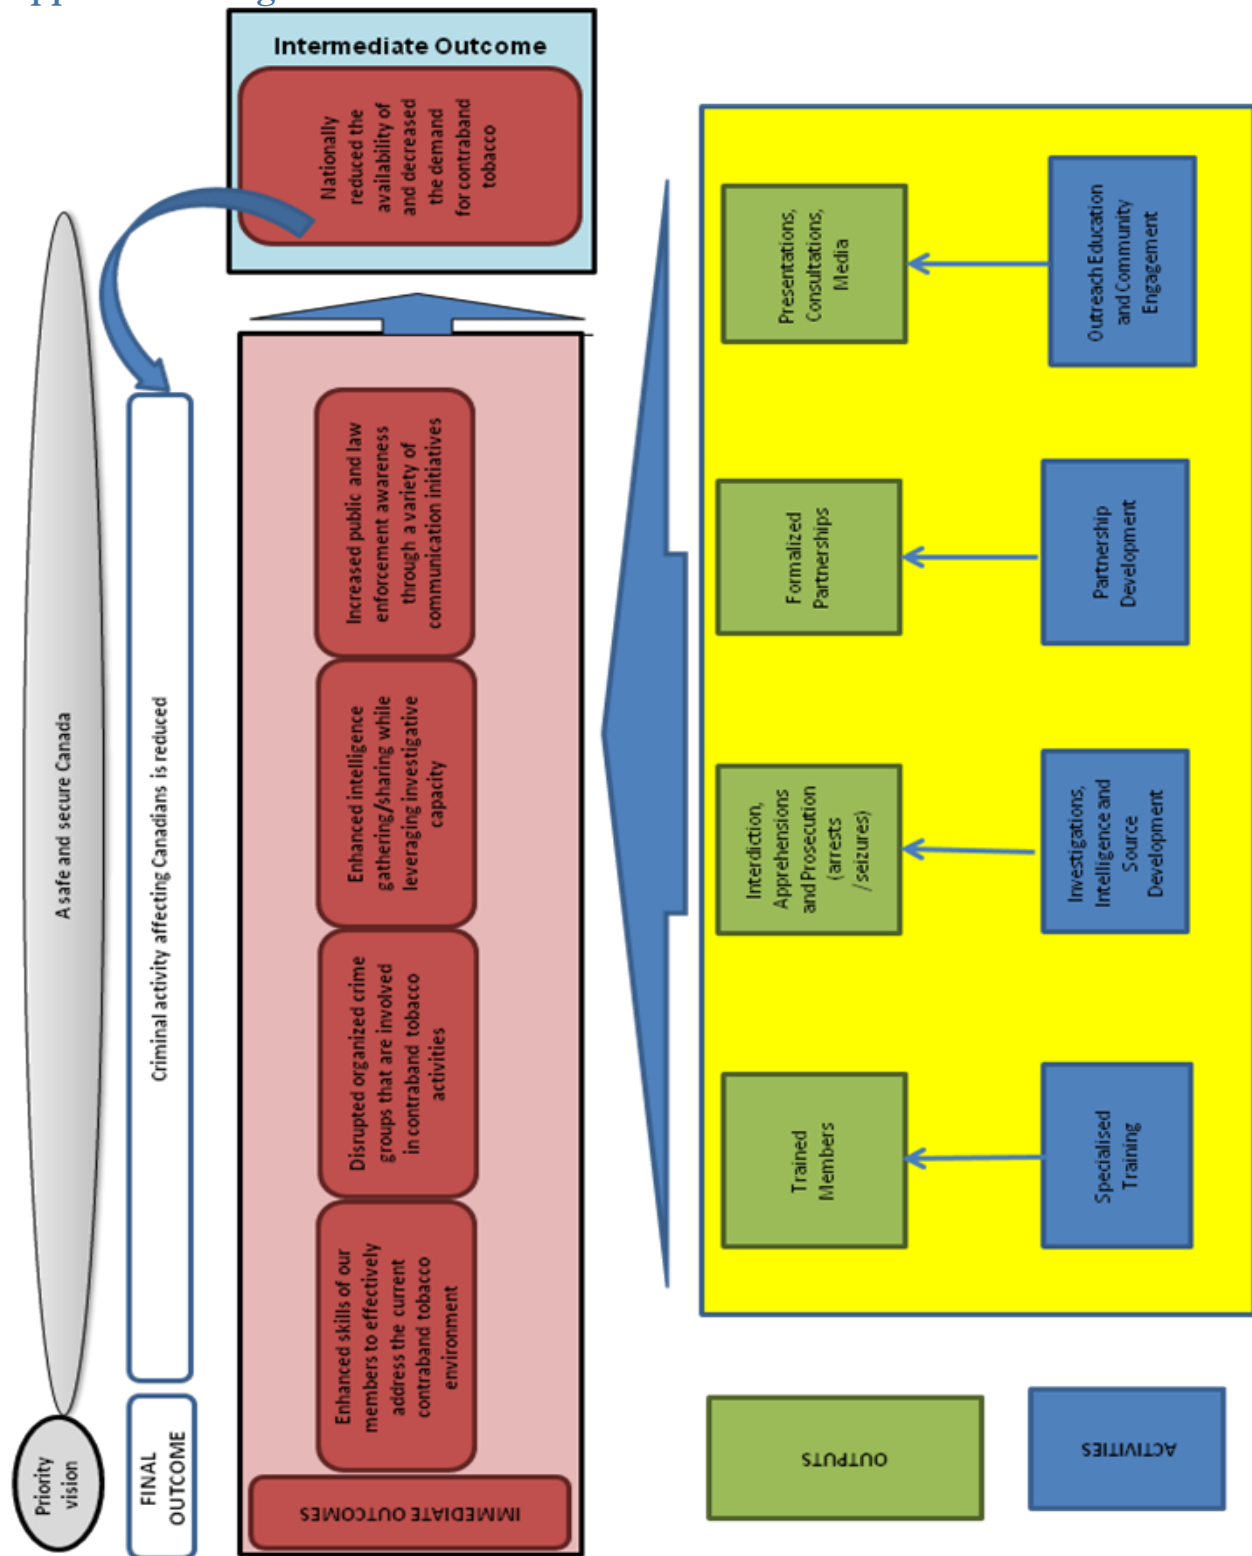 Intermediate Outcome
Nationally
reduced the
availability of
and decreased
the demand
for contraband
tobacco
Priority
vision
A safe and secure Canada
FINAL
OUTCOME
Criminal activity affecting Canadians is reduced
IMMEDIATE OUTCOMES
Enhanced skills of our
members to effectively
address the current
contraband tobacco
environment
Disrupted organized crime
groups that are involved
in contraband tobacco
activities
Enhanced intelligence
gathering/sharing while
leveraging investigative
capacity
Increased public and law
enforcement awareness
through a variety of
communication initiatives
OUTPUTS
Trained
Members
Interdiction,
Apprehensions
and Prosecution
(arrests
/seizures)
Formalized
Partnerships
Presentations,
Consultations,
Media
ACTIVITIES
Specialised
Training
Investigations,
Intelligence and
Source
Development
Partnership
Development
Outreach Education
and Community
Engagement